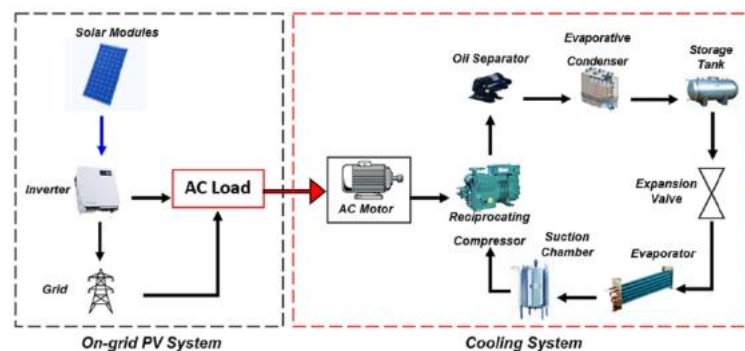 Solar Modules
Inverter
AC Load
Grid
On-grid PV System
Oil Separator
Evaporative
Condenser
Storage
Tank
AC Motor
Reciprocating
Compressor
Expansion
Valve
Suction
Chamber
Evaporator
Cooling System